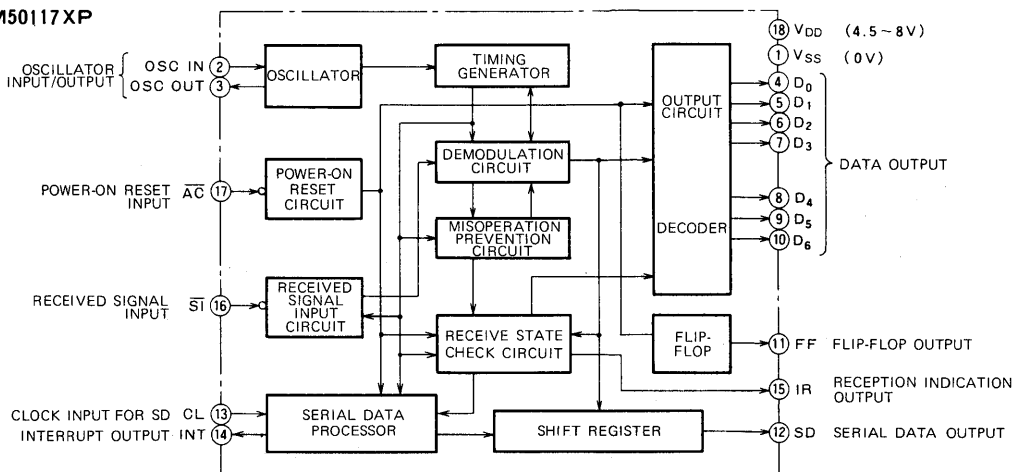 M50117XP
OSCILLATOR
INPUT/OUTPUT
OSC IN
2
OSC OUT
3
OSCILLATOR
TIMING
GENERATOR
18 VDD (4.5~8V)
1 VSS (0V)
OUTPUT
CIRCUIT
DECODER
4 D0
5 D1
6 D2
7 D3
8 D4
9 D5
10 D6
DATA OUTPUT
POWER-ON RESET
INPUT
AC
17
POWER-ON
RESET
CIRCUIT
DEMODULATION
CIRCUIT
MISOPERATION
PREVENTION
CIRCUIT
RECEIVED SIGNAL
INPUT
SI
16
RECEIVED
SIGNAL
INPUT
CIRCUIT
RECEIVE STATE
CHECK CIRCUIT
FLIP-
FLOP
11 FF FLIP-FLOP OUTPUT
15 IR RECEPTION INDICATION
OUTPUT
CLOCK INPUT FOR SD CL 13
INTERRUPT OUTPUT INT 14
SERIAL DATA
PROCESSOR
SHIFT REGISTER
12 SD SERIAL DATA OUTPUT